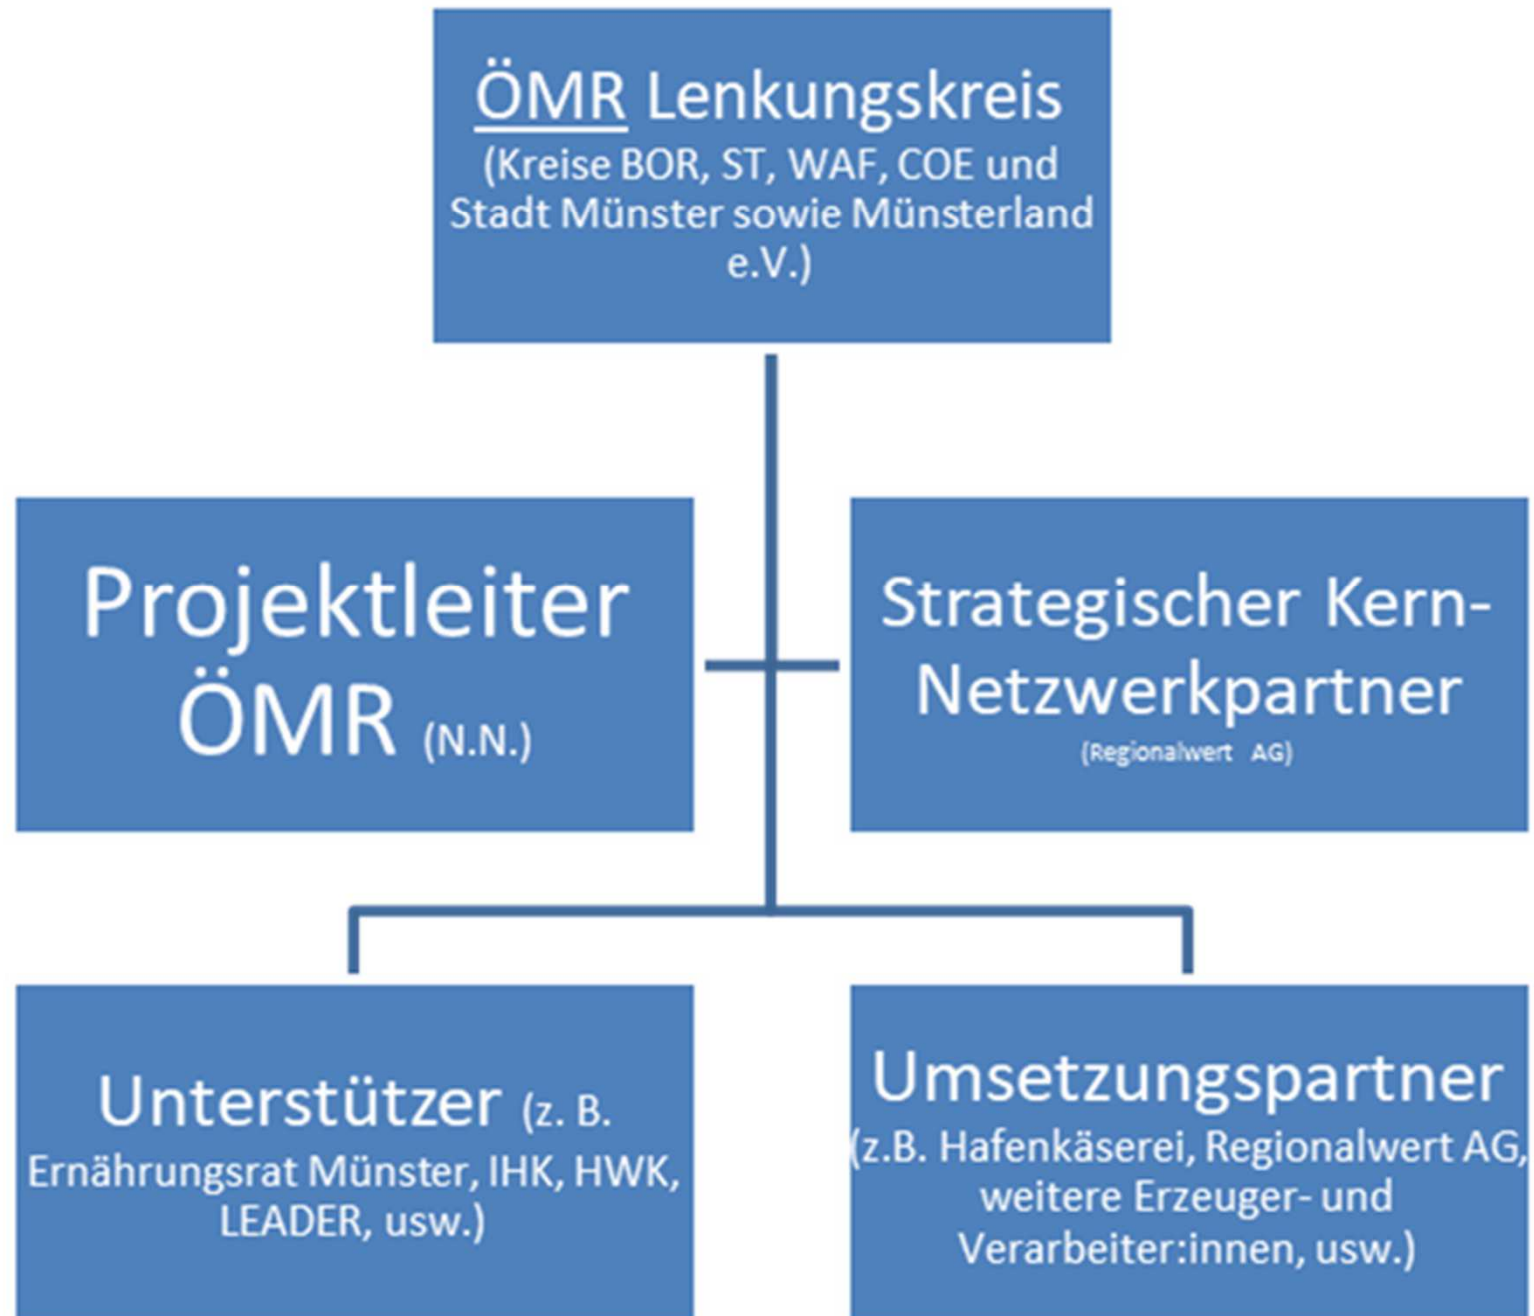 ÖMR Lenkungskreis
(Kreise BOR, ST, WAF, COE und
Stadt Münster sowie Münsterland
e.V.)
Projektleiter
ÖMR (N.N.)
Strategischer Kern-
Netzwerkpartner
(Regionalwert AG)
Unterstützer (z. B.
Ernährungsrat Münster, IHK, HWK,
LEADER, usw.)
Umsetzungspartner
(z.B. Hafenkäserei, Regionalwert AG,
weitere Erzeuger- und
Verarbeiter:innen, usw.)